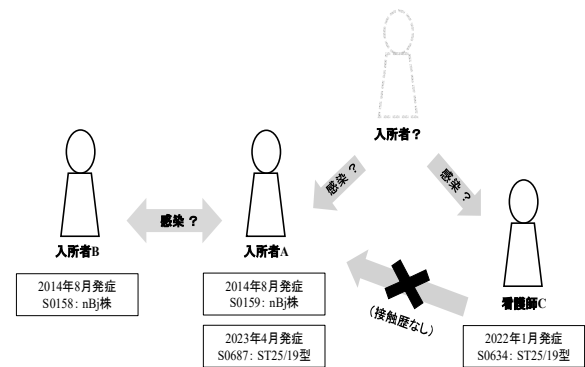 入所者?
感染 ?
感染 ?
感染 ?
入所者B
入所者A
看護師C
2014年8月発症
S0158: nBj株
2014年8月発症
S0159: nBj株
(接触歴なし)
2023年4月発症
S0687: ST25/19型
2022年1月発症
S0634: ST25/19型